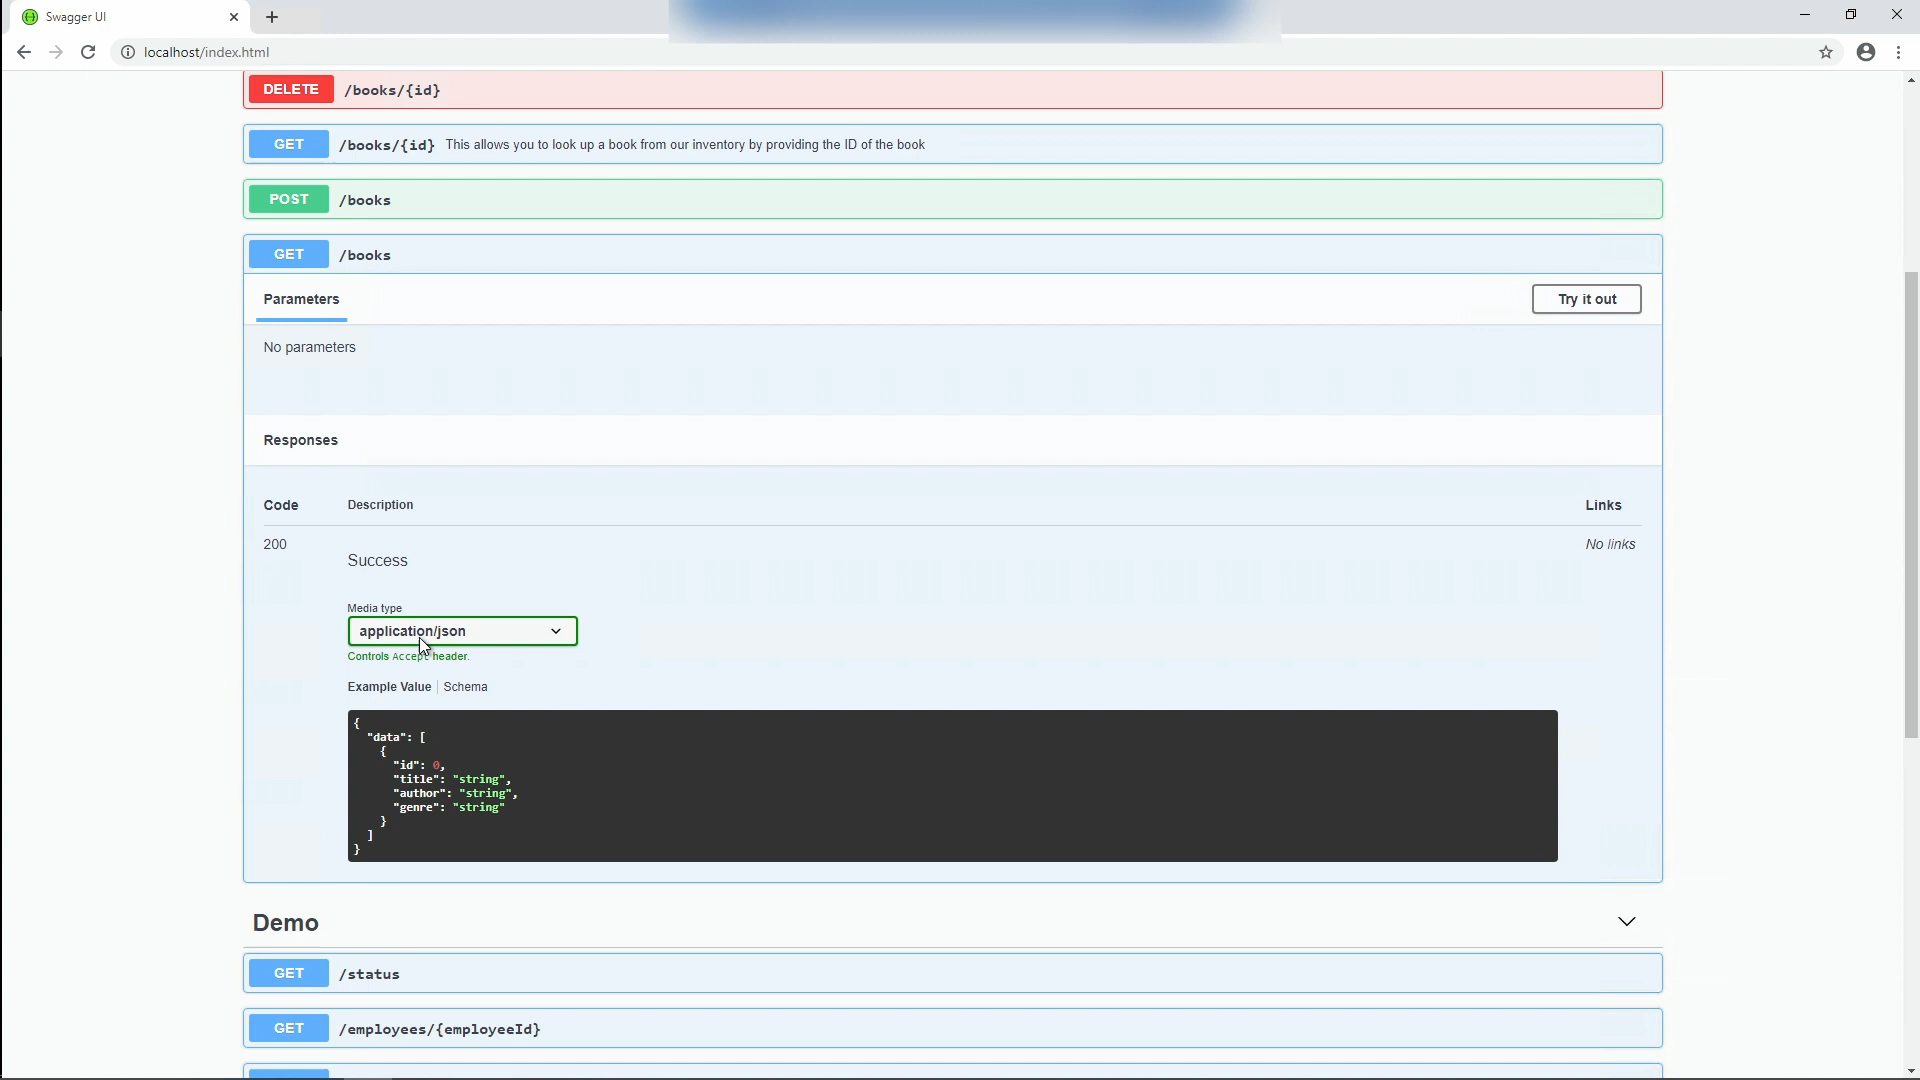 Swagger UI
localhost/index.html
DELETE /books/{id}
GET /books/{id} This allows you to look up a book from our inventory by providing the ID of the book
POST /books
GET /books
Parameters
Try it out
No parameters
Responses
Code Description Links
200 Success No links
Media type
application/json
Controls Accept header.
Example Value Schema
{
"data": [
{
"id": 0,
"title": "string",
"author": "string",
"genre": "string"
}
]
}
Demo
GET /status
GET /employees/{employeeId}